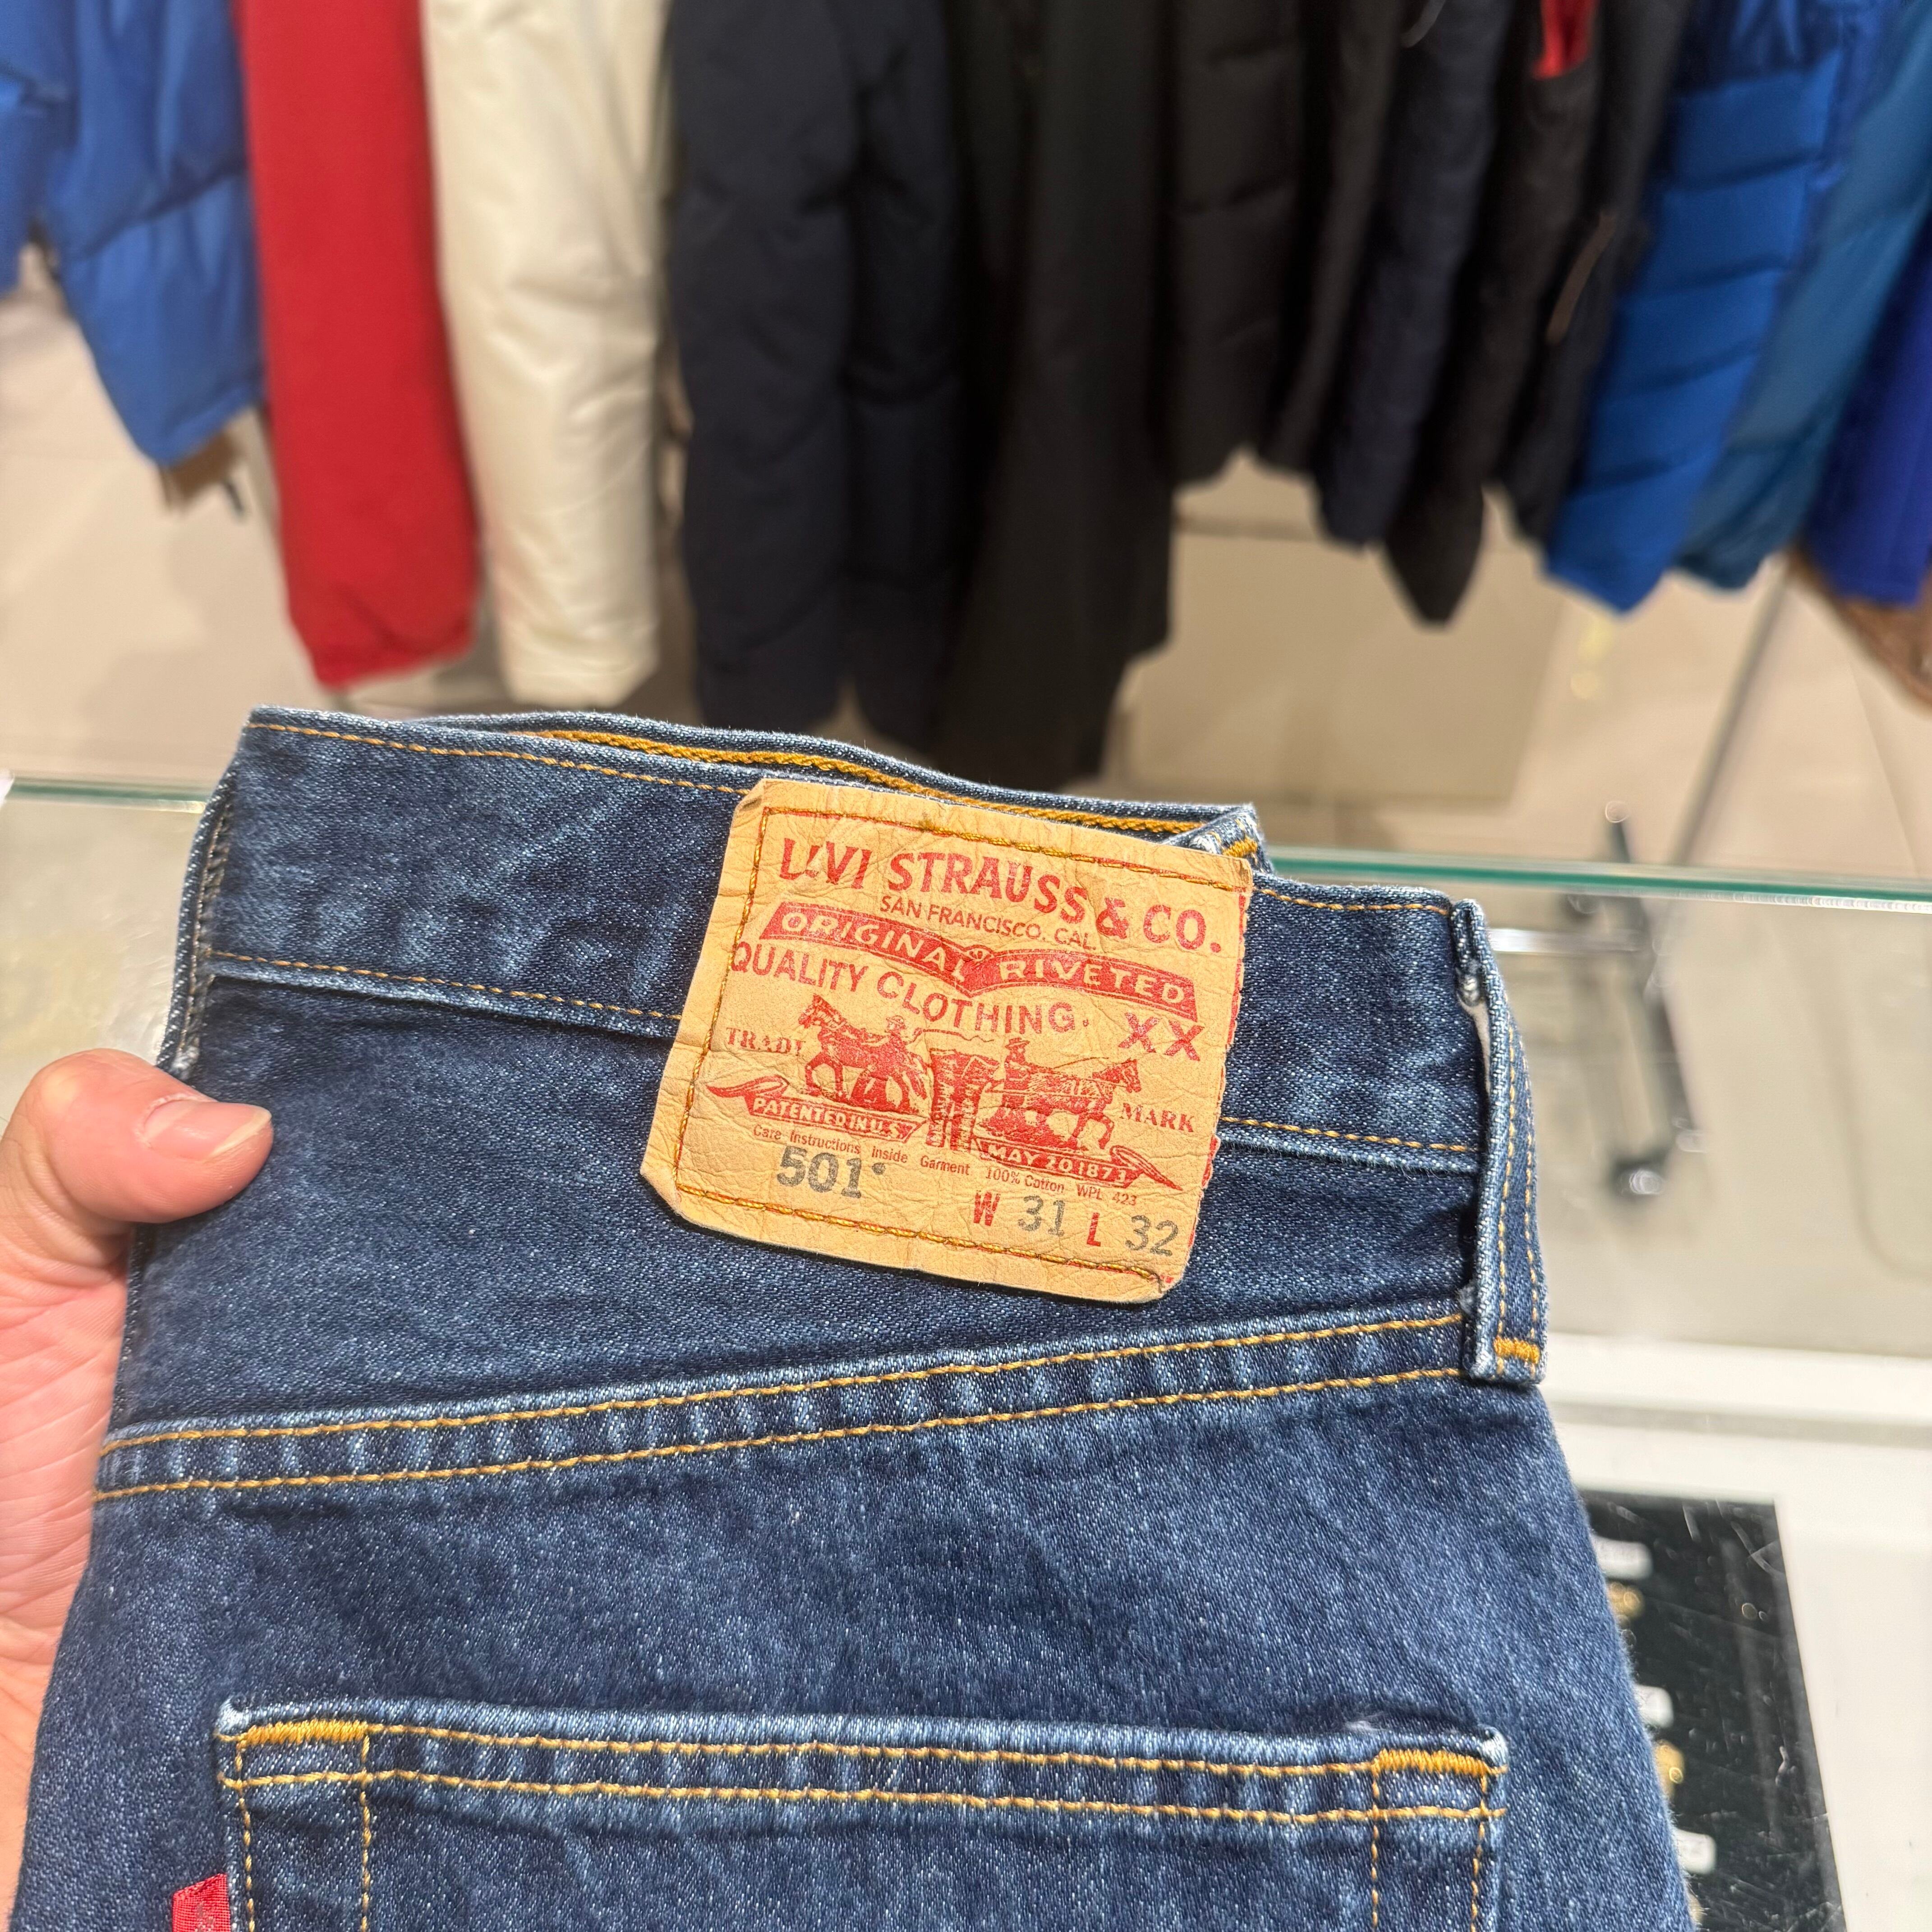 LEVI STRAUSS & CO.
SAN FRANCISCO, CAL.
ORIGINAL RIVETED
QUALITY CLOTHING.
XX
TRADE MARK
PATENTED IN U.S.
MAY 20 1873
Care Instructions Inside Garment 100% Cotton WPL 423
501®
W 31 L 32